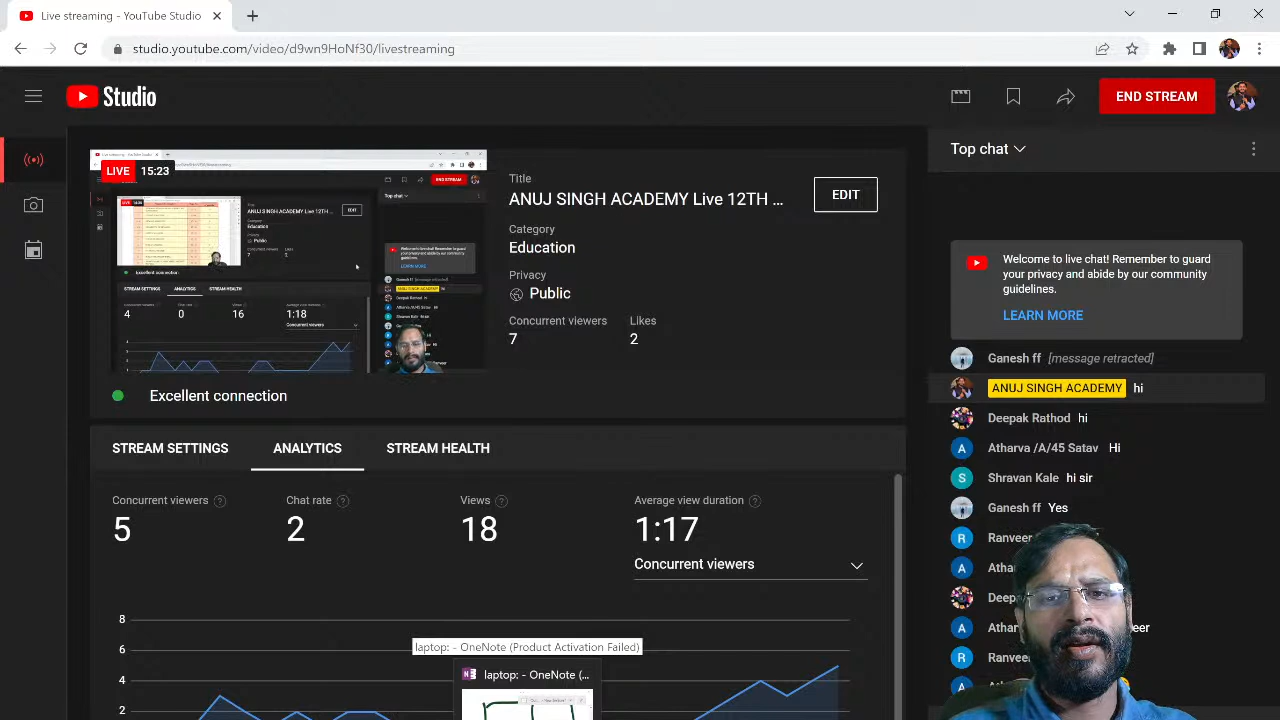 Live streaming - YouTube Studio
studio.youtube.com/video/d9wn9HoNf30/livestreaming
Studio
END STREAM
LIVE 15:23
Title
ANUJ SINGH ACADEMY Live 12TH ...
EDIT
Category
Education
Privacy
Public
Concurrent viewers Likes
7 2
Excellent connection
STREAM SETTINGS ANALYTICS STREAM HEALTH
Concurrent viewers Chat rate Views Average view duration
5 2 18 1:17
Concurrent viewers
8
6
4
2
laptop: - OneNote (Product Activation Failed)
laptop: - OneNote (...
Top chat
Welcome to live chat! Remember to guard
your privacy and abide by our community
guidelines.
LEARN MORE
Ganesh ff [message retracted]
ANUJ SINGH ACADEMY hi
Deepak Rathod hi
Atharva /A/45 Satav Hi
Shravan Kale hi sir
Ganesh ff Yes
Ranveer